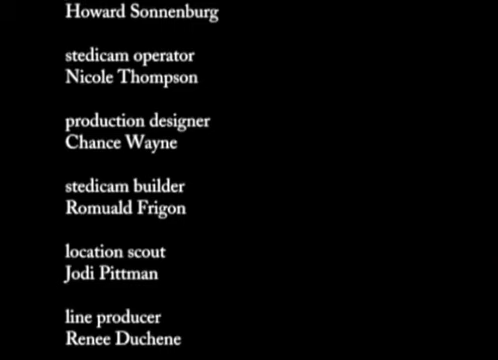 Howard Sonnenburg
stedicam operator
Nicole Thompson
production designer
Chance Wayne
stedicam builder
Romuald Frigon
location scout
Jodi Pittman
line producer
Renee Duchene